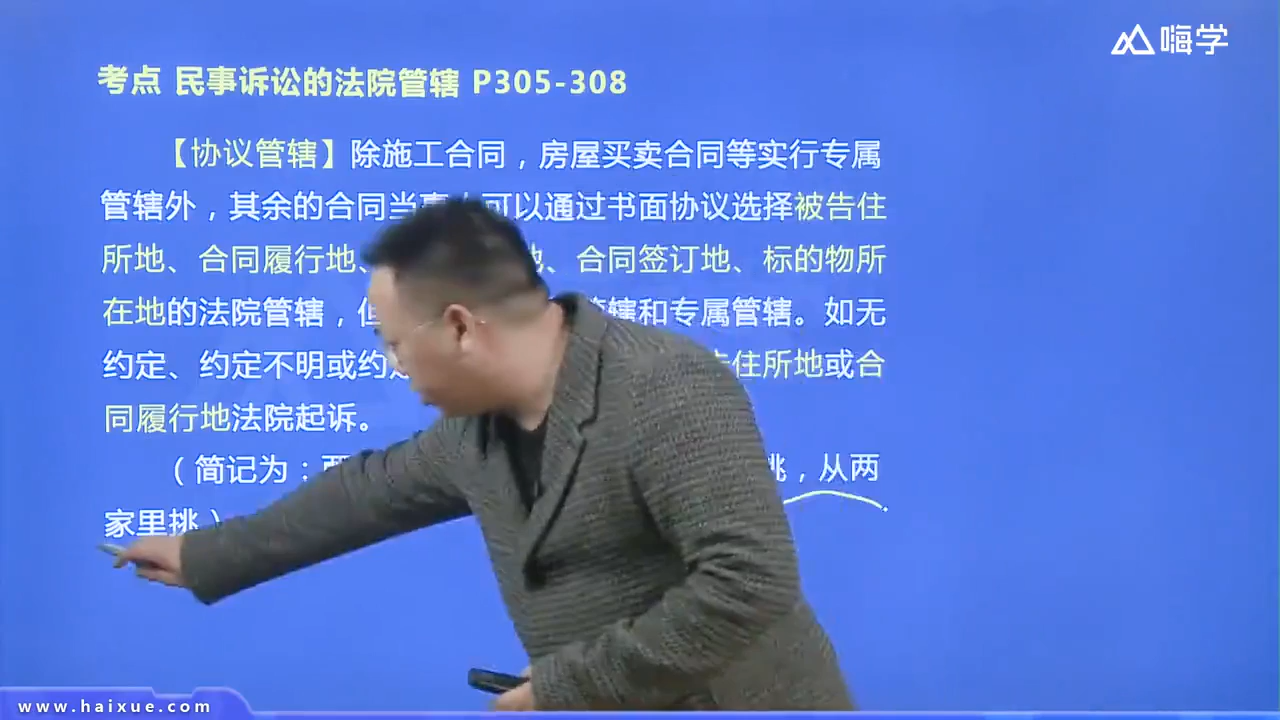 嗨学
考点 民事诉讼的法院管辖 P305-308
【协议管辖】除施工合同，房屋买卖合同等实行专属
管辖外，其余的合同当 可以通过书面协议选择被告住
所地、合同履行地、 地、合同签订地、标的物所
在地的法院管辖，但 管辖和专属管辖。如无
约定、约定不明或约 住所地或合
同履行地法院起诉。
（简记为： 挑，从两
家里挑）
www.haixue.com